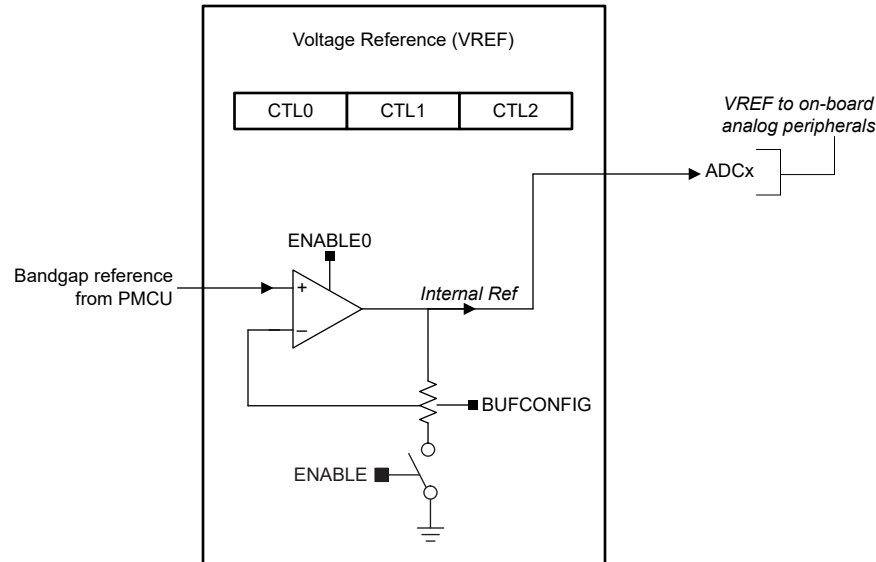 Voltage Reference (VREF)
CTL0 CTL1 CTL2
VREF to on-board
analog peripherals
ADCx
ENABLE0
Bandgap reference
from PMCU
+
Internal Ref
–
BUFCONFIG
ENABLE